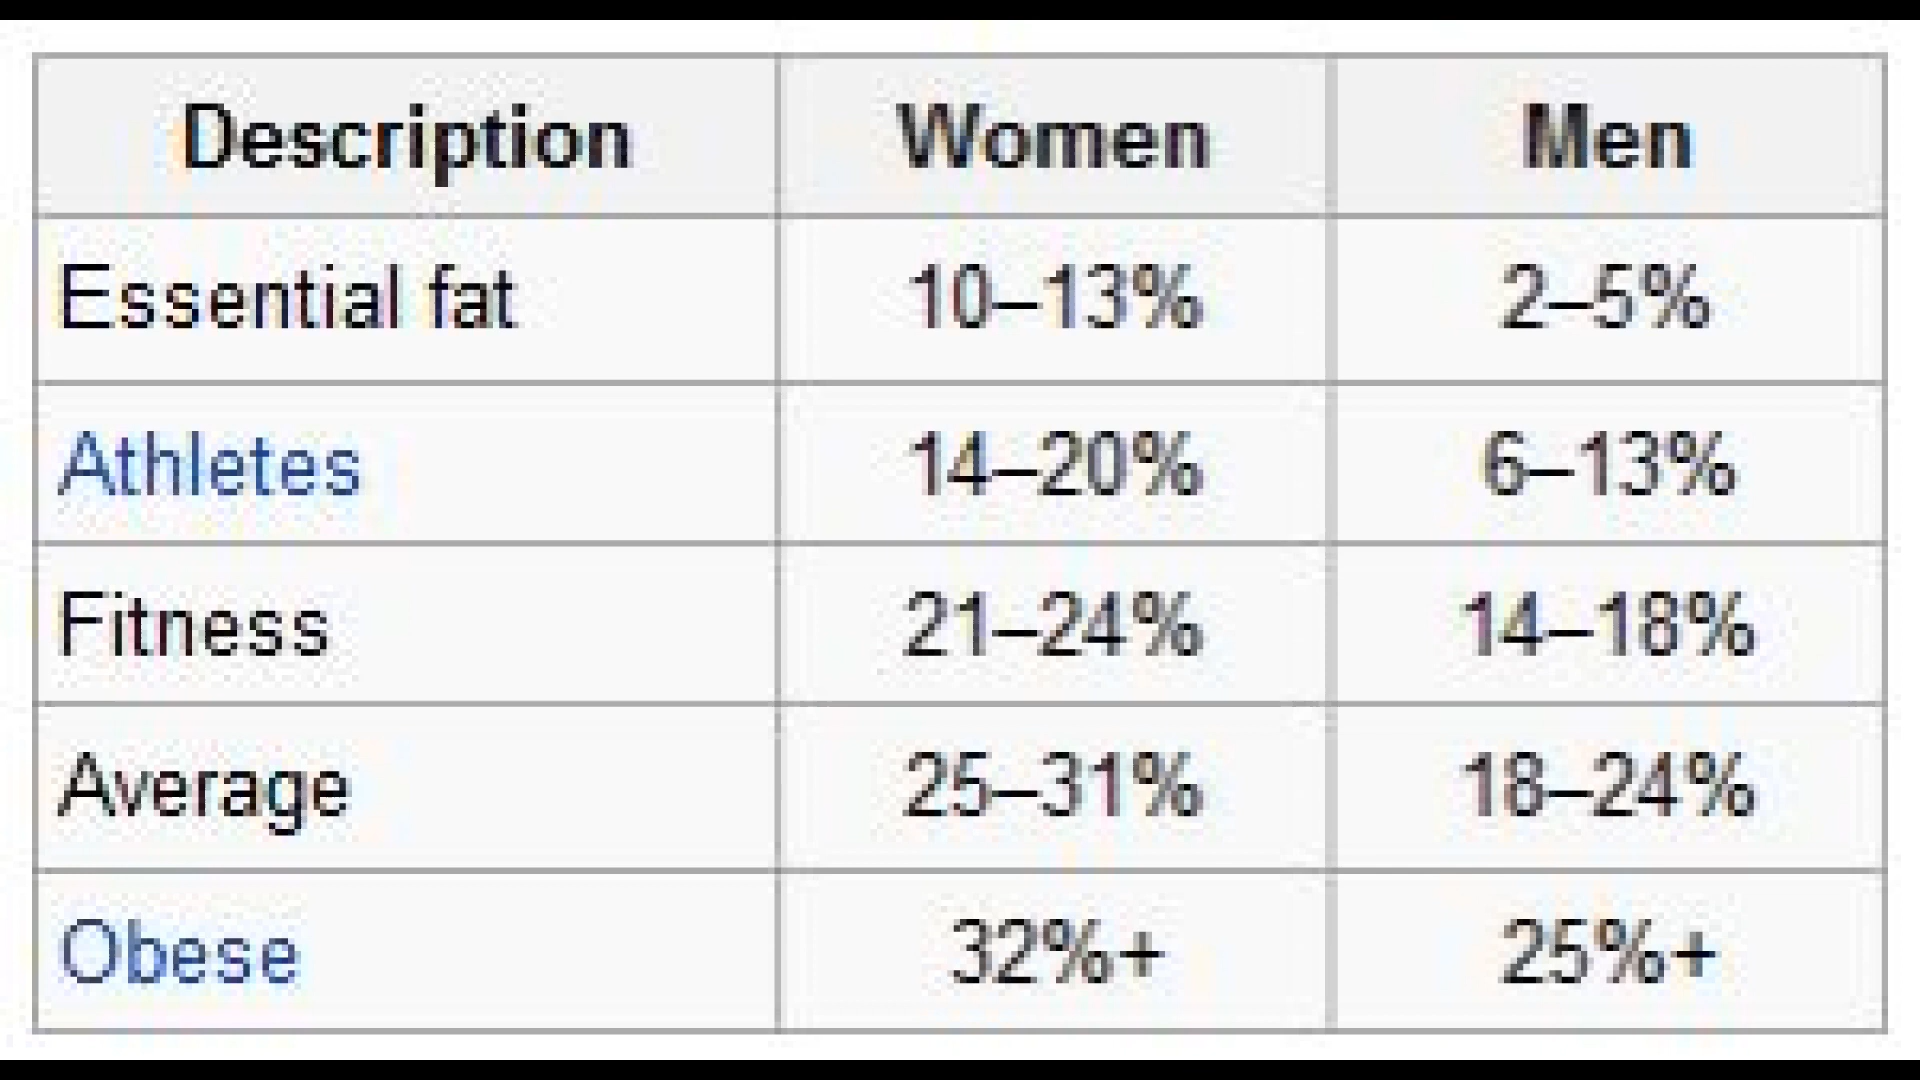 Description Women Men
Essential fat 10–13% 2–5%
Athletes 14–20% 6–13%
Fitness 21–24% 14–18%
Average 25–31% 18–24%
Obese 32%+ 25%+